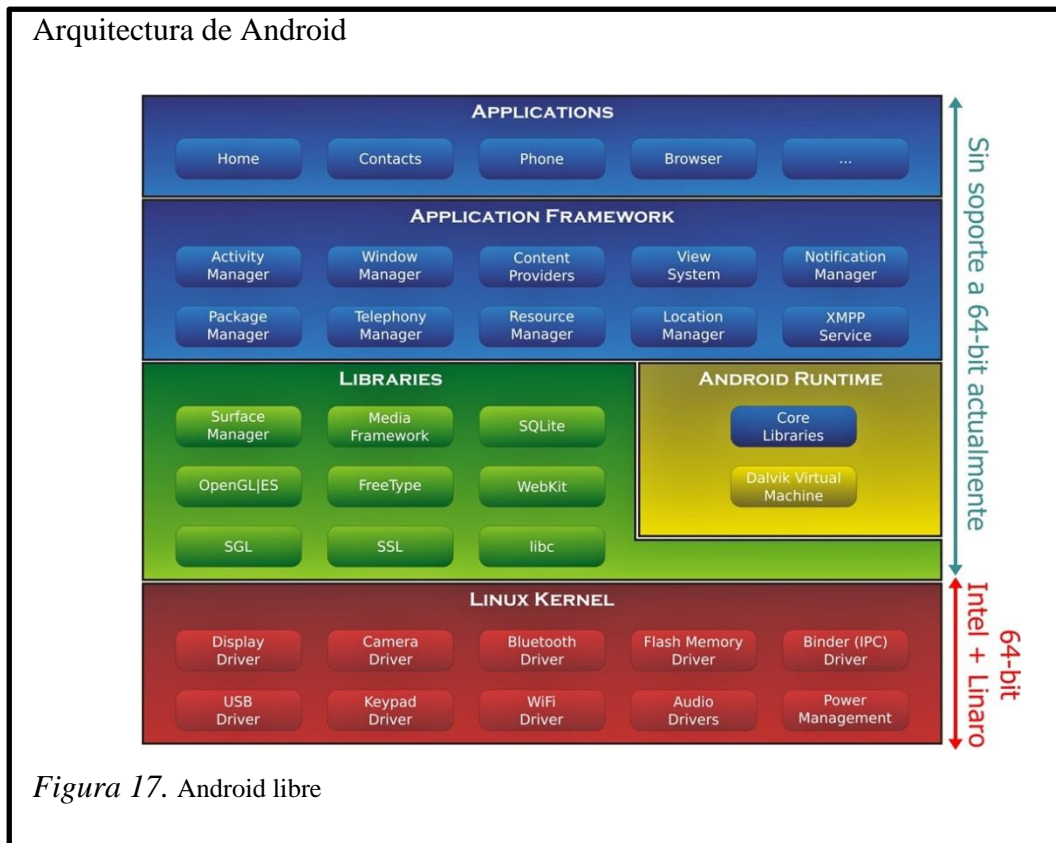 Arquitectura de Android
APPLICATIONS
Home
Contacts
Phone
Browser
...
APPLICATION FRAMEWORK
Activity
Manager
Window
Manager
Content
Providers
View
System
Notification
Manager
Package
Manager
Telephony
Manager
Resource
Manager
Location
Manager
XMPP
Service
LIBRARIES
Surface
Manager
Media
Framework
SQLite
OpenGL|ES
FreeType
WebKit
SGL
SSL
libc
ANDROID RUNTIME
Core
Libraries
Dalvik Virtual
Machine
LINUX KERNEL
Display
Driver
Camera
Driver
Bluetooth
Driver
Flash Memory
Driver
Binder (IPC)
Driver
USB
Driver
Keypad
Driver
WiFi
Driver
Audio
Drivers
Power
Management
Sin soporte a 64-bit actualmente
64-bit
Intel + Linaro
Figura 17. Android libre